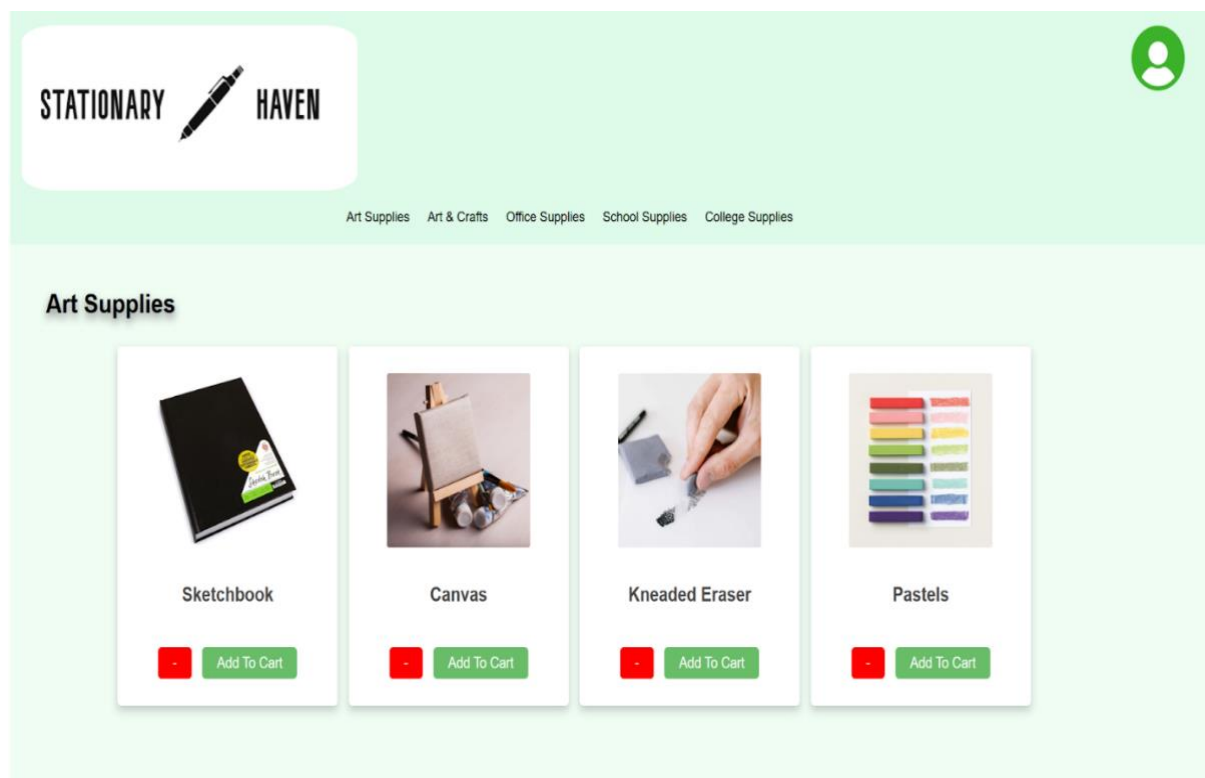 STATIONARY HAVEN
Art Supplies Art & Crafts Office Supplies School Supplies College Supplies
Art Supplies
Sketchbook Canvas Kneaded Eraser Pastels
- Add To Cart - Add To Cart - Add To Cart - Add To Cart